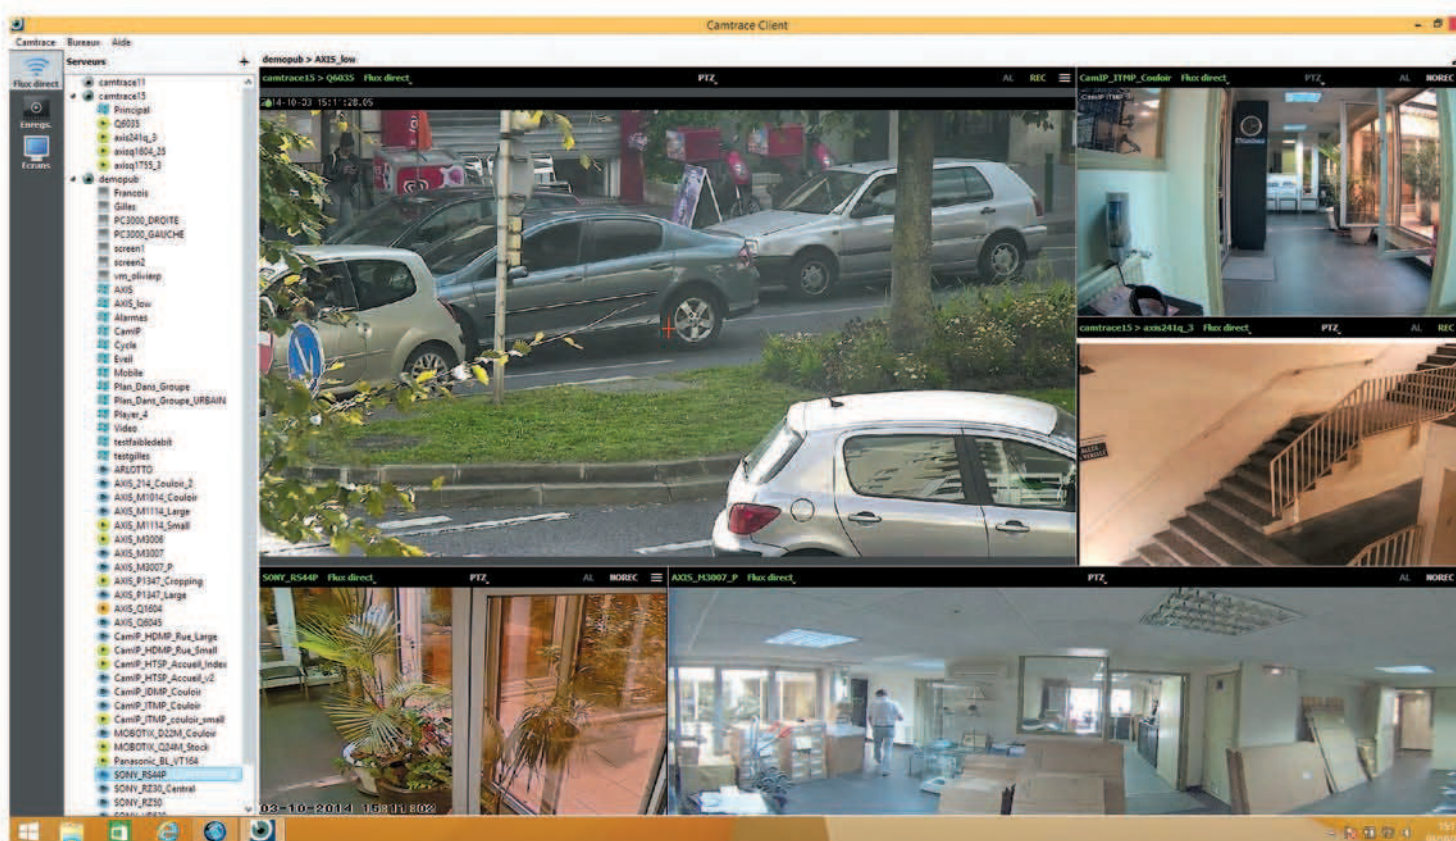 Camtrace Client
Camtrace Bureaux Aide
Flux direct
Enregs.
Ecrans
Serveurs
camtrace11
camtrace15
Principal
Q6035
axis241q_3
axisq1604_25
axisq1755_3
demopub
Francois
Gilles
PC3000_DROITE
PC3000_GAUCHE
screen1
screen2
vm_olivierp
AXIS
AXIS_low
Alarmes
CamIP
Cycle
Eveil
Mobile
Plan_Dans_Groupe
Plan_Dans_Groupe_URBAIN
Player_4
Video
testfaibledebit
testgilles
ARLOTTO
AXIS_214_Couloir_2
AXIS_M1014_Couloir
AXIS_M1114_Large
AXIS_M1114_Small
AXIS_M3006
AXIS_M3007
AXIS_M3007_P
AXIS_P1347_Cropping
AXIS_P1347_Large
AXIS_Q1604
AXIS_Q6045
CamIP_HDMP_Rue_Large
CamIP_HDMP_Rue_Small
CamIP_HTSP_Accueil_Index
CamIP_HTSP_Accueil_v2
CamIP_IDMP_Couloir
CamIP_ITMP_Couloir
CamIP_ITMP_couloir_small
MOBOTIX_D22M_Couloir
MOBOTIX_Q24M_Stock
Panasonic_BL_VT164
SONY_RS44P
SONY_RZ30_Central
SONY_RZ50
demopub > AXIS_low
camtrace15 > Q6035 Flux direct PTZ AL REC
2014-10-03 15:11:28.05
CamIP_ITMP_Couloir Flux direct PTZ AL NOREC
CamIP ITMP
camtrace15 > axis241q_3 Flux direct PTZ AL REC
SONY_RS44P Flux direct PTZ AL NOREC
03-10-2014 15:11:02
AXIS_M3007_P Flux direct PTZ AL NOREC